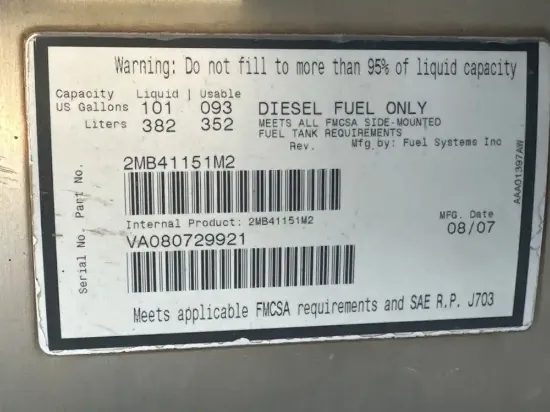 Warning: Do not fill to more than 95% of liquid capacity
Capacity Liquid | Usable
US Gallons 101 093
Liters 382 352
DIESEL FUEL ONLY
MEETS ALL FMCSA SIDE-MOUNTED
FUEL TANK REQUIREMENTS
Rev. Mfg by: Fuel Systems Inc
Part No.
2MB41151M2
Internal Product: 2MB41151M2
Serial No.
VA080729921
MFG. Date
08/07
AAA01397AW
Meets applicable FMCSA requirements and SAE R.P. J703